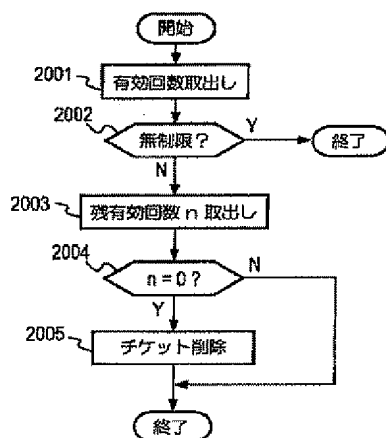 開始
2001
有効回数取出し
2002
無制限?
Y
終了
N
2003
残有効回数 n 取出し
2004
n=0?
N
Y
2005
チケット削除
終了